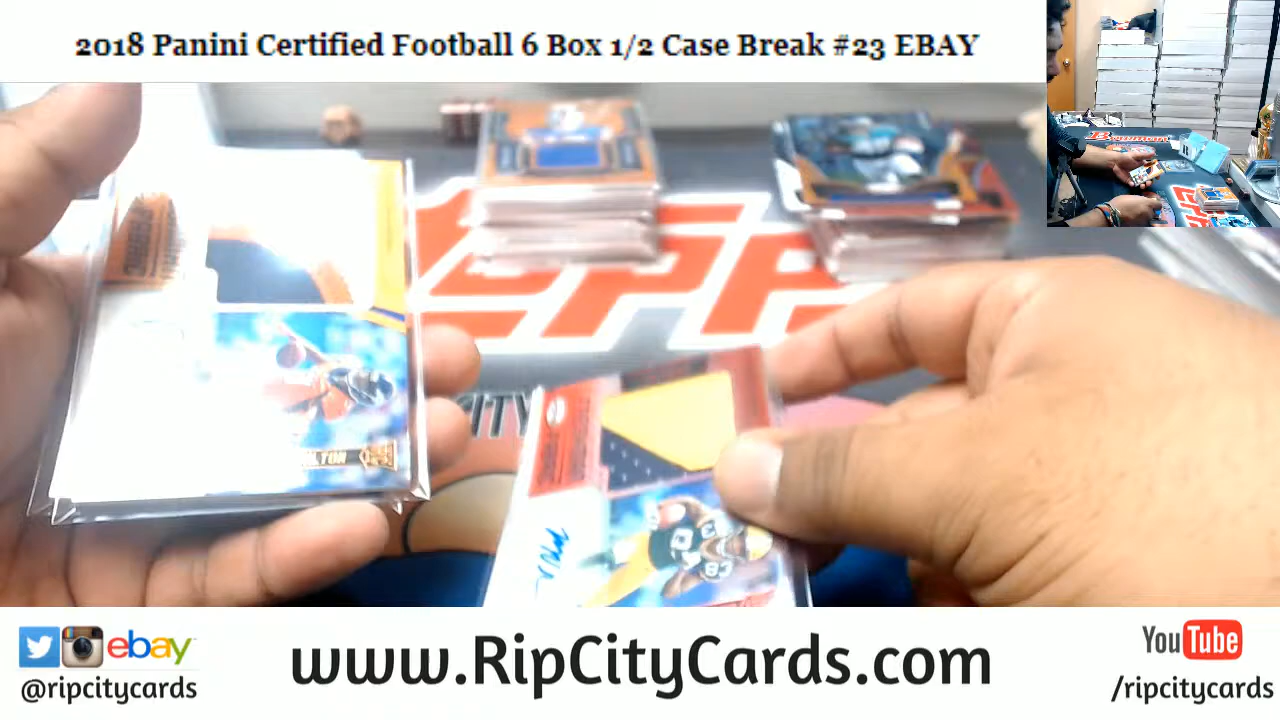 2018 Panini Certified Football 6 Box 1/2 Case Break #23 EBAY
ebay
@ripcitycards
www.RipCityCards.com
YouTube
/ripcitycards